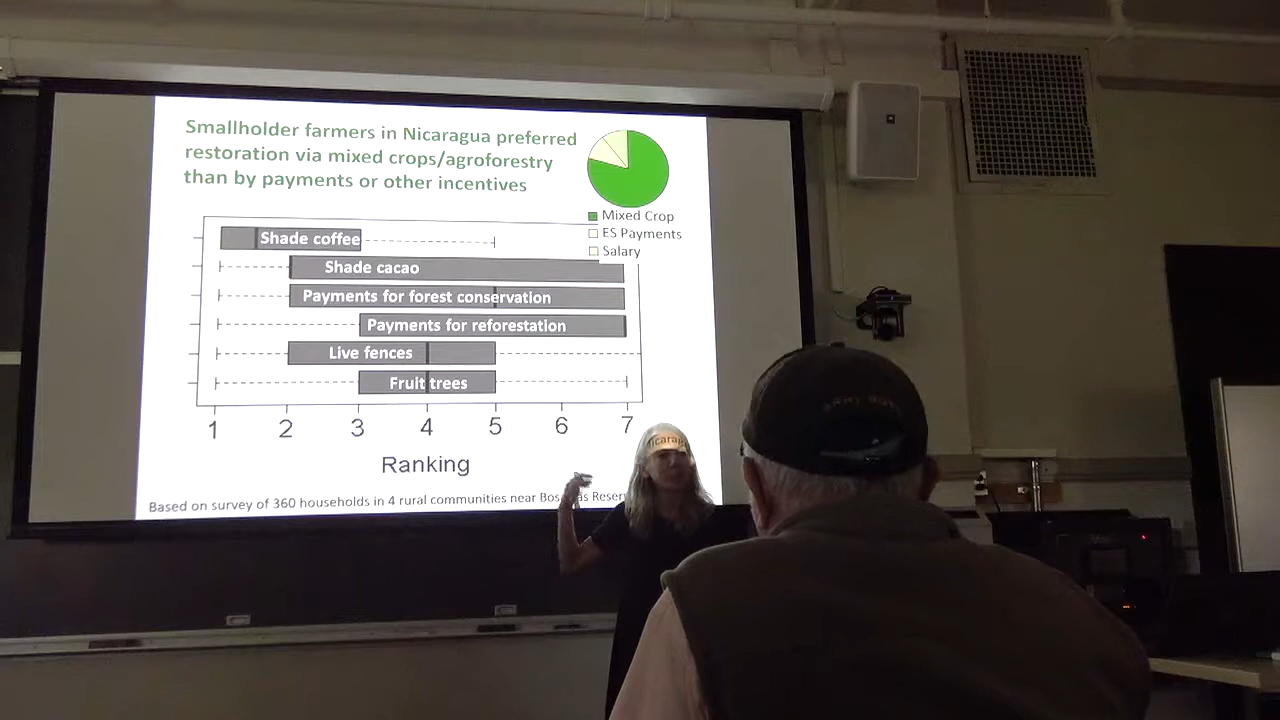 Smallholder farmers in Nicaragua preferred
restoration via mixed crops/agroforestry
than by payments or other incentives
Mixed Crop
ES Payments
Salary
Shade coffee
Shade cacao
Payments for forest conservation
Payments for reforestation
Live fences
Fruit trees
1 2 3 4 5 6 7
Ranking
Based on survey of 360 households in 4 rural communities near